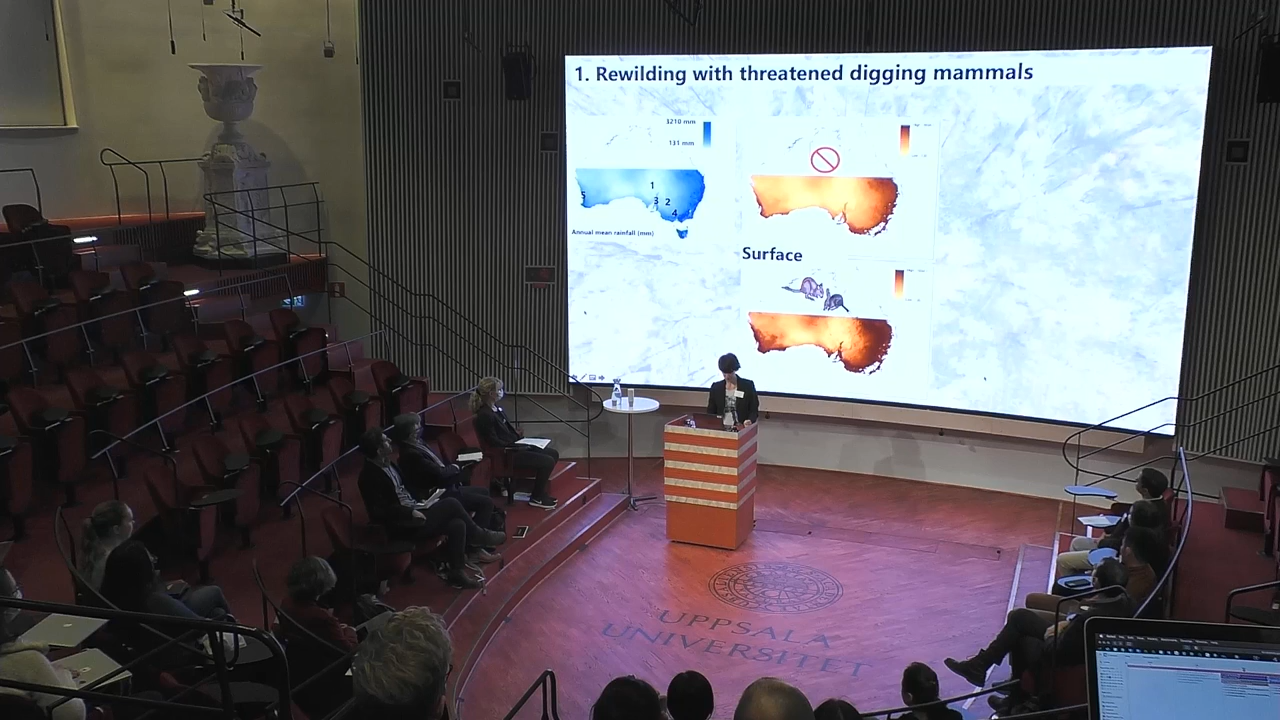 1. Rewilding with threatened digging mammals
3210 mm
131 mm
1
5
3 2
4
Annual mean rainfall (mm)
Surface
UPPSALA
UNIVERSITET